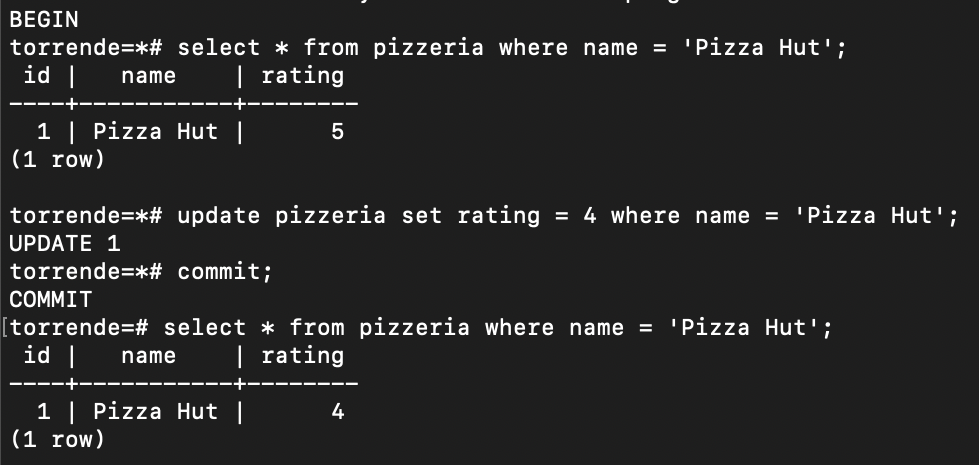 BEGIN
torrende=*# select * from pizzeria where name = 'Pizza Hut';
 id |   name    | rating
----+-----------+--------
  1 | Pizza Hut |      5
(1 row)

torrende=*# update pizzeria set rating = 4 where name = 'Pizza Hut';
UPDATE 1
torrende=*# commit;
COMMIT
[torrende=# select * from pizzeria where name = 'Pizza Hut';
 id |   name    | rating
----+-----------+--------
  1 | Pizza Hut |      4
(1 row)